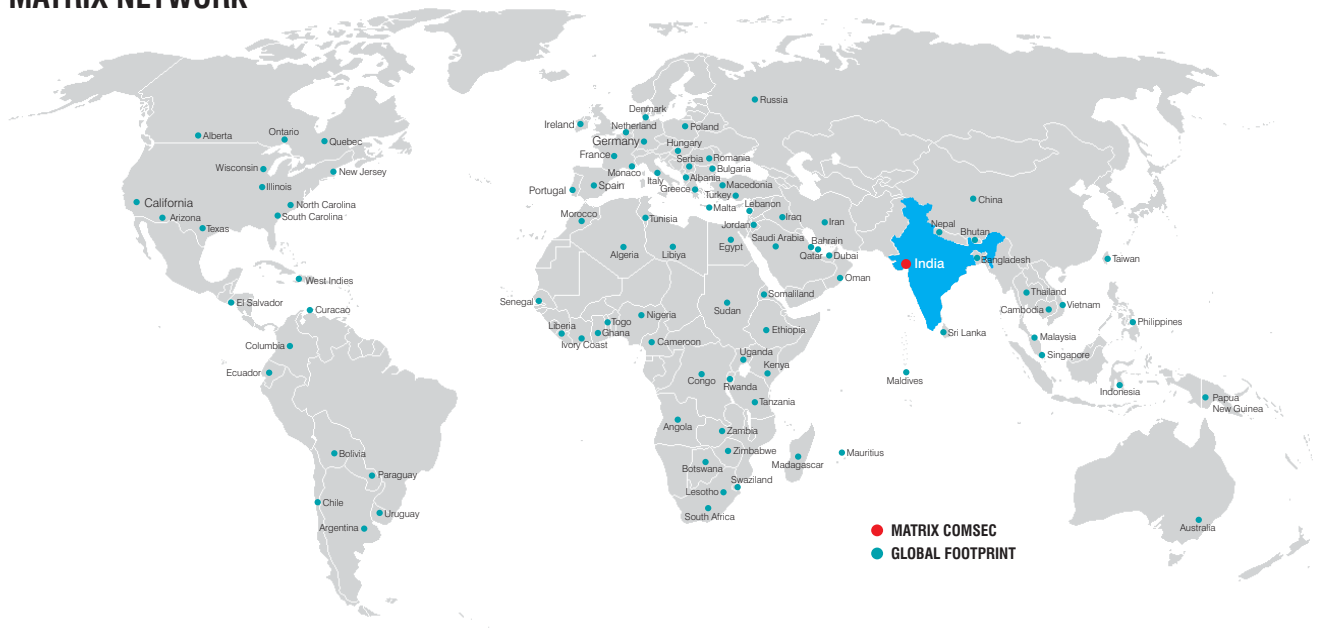 MATRIX NETWORK
Alberta
Ontario
Quebec
Wisconsin
New Jersey
Illinois
California
North Carolina
Arizona
South Carolina
Texas
West Indies
El Salvador
Curacao
Columbia
Ecuador
Bolivia
Paraguay
Chile
Uruguay
Argentina
Denmark
Ireland
Netherland
Poland
Germany
Hungary
France
Serbia
Romania
Monaco
Bulgaria
Italy
Albania
Portugal
Spain
Greece
Macedonia
Turkey
Malta
Lebanon
Russia
Morocco
Tunisia
Jordan
Iraq
Iran
Algeria
Libiya
Egypt
Saudi Arabia
Bahrain
Qatar
Dubai
Oman
Senegal
Somaliland
Sudan
Liberia
Togo
Nigeria
Ghana
Ivory Coast
Cameroon
Ethiopia
Uganda
Kenya
Congo
Rwanda
Tanzania
Angola
Zambia
Zimbabwe
Botswana
Madagascar
Mauritius
Swaziland
Lesotho
South Africa
China
Nepal
Bhutan
India
Bangladesh
Taiwan
Thailand
Vietnam
Cambodia
Philippines
Sri Lanka
Malaysia
Singapore
Maldives
Indonesia
Papua
New Guinea
Australia
MATRIX COMSEC
GLOBAL FOOTPRINT